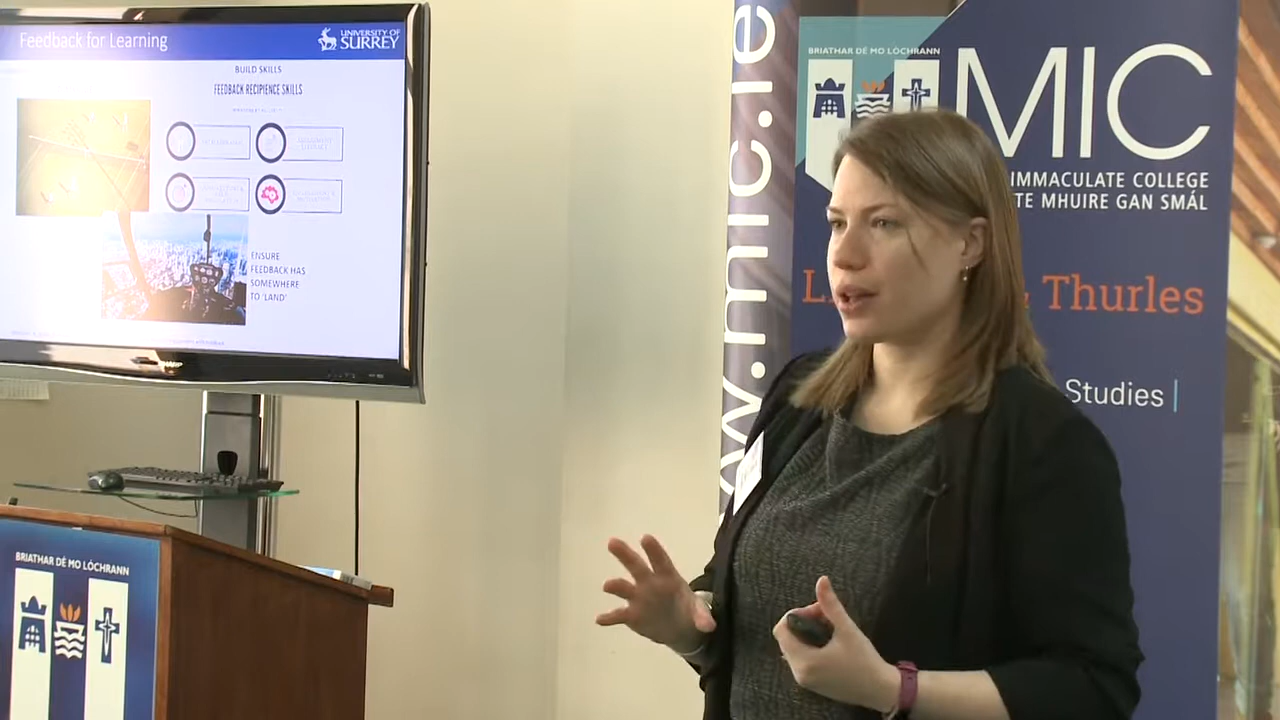 Feedback for Learning
UNIVERSITY OF
SURREY
BUILD SKILLS
FEEDBACK RECIPIENCE SKILLS
ENSURE
FEEDBACK HAS
SOMEWHERE
TO 'LAND'
SHARP
BRIATHAR DÉ MO LÓCHRANN
w.mic.ie
BRIATHAR DÉ MO LÓCHRANN
MIC
IMMACULATE COLLEGE
TE MHUIRE GAN SMÁL
L
Thurles
Studies |